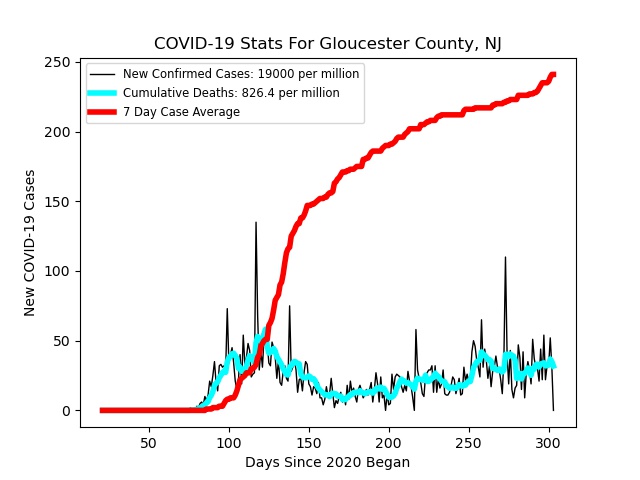 COVID-19 Stats For Gloucester County, NJ
New Confirmed Cases: 19000 per million
Cumulative Deaths: 826.4 per million
7 Day Case Average
New COVID-19 Cases
250
200
150
100
50
0
50 100 150 200 250 300
Days Since 2020 Began